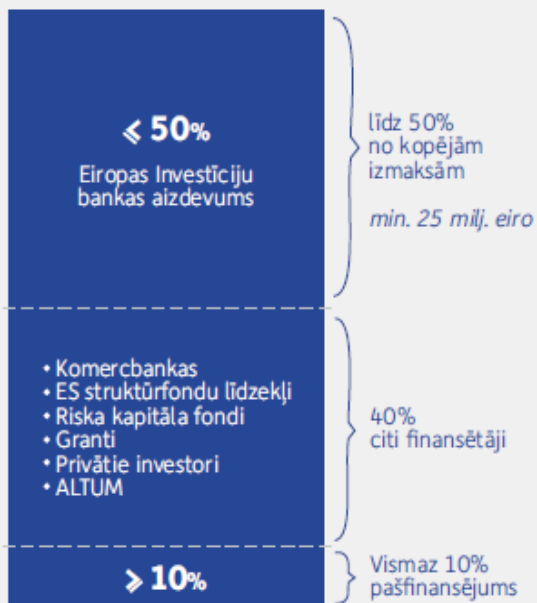 ⩽ 50%
Eiropas Investīciju
bankas aizdevums
līdz 50%
no kopējām
izmaksām
min. 25 milj. eiro
• Komercbankas
• ES struktūrfondu līdzekļi
• Riska kapitāla fondi
• Granti
• Privātie investori
• ALTUM
40%
citi finansētāji
⩾ 10%
Vismaz 10%
pašfinansējums